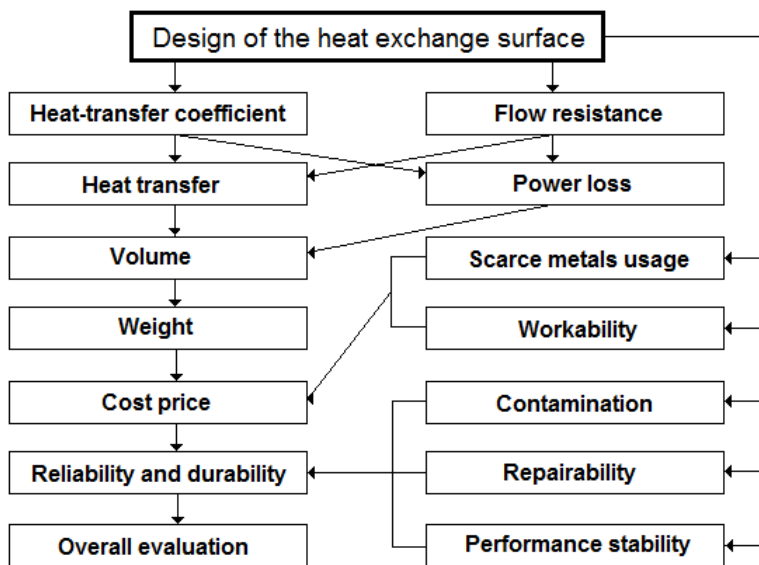 Design of the heat exchange surface
Heat-transfer coefficient
Flow resistance
Heat transfer
Power loss
Volume
Scarce metals usage
Weight
Workability
Cost price
Contamination
Reliability and durability
Repairability
Overall evaluation
Performance stability